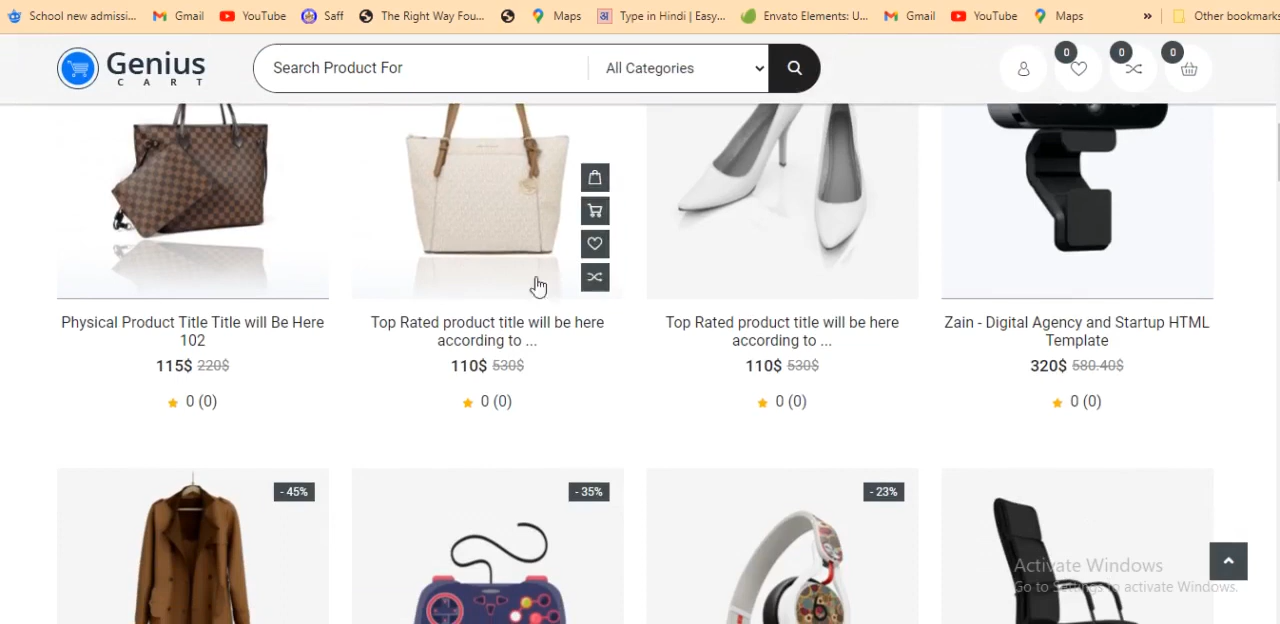 School new admissi...
Gmail
YouTube
Saff
The Right Way Fou...
Maps
Type in Hindi | Easy...
Envato Elements: U...
Gmail
YouTube
Maps
»
Other bookmarks
Genius
CART
Search Product For
All Categories
0
0
0
Physical Product Title Title will Be Here
102
115$ 220$
0 (0)
Top Rated product title will be here
according to ...
110$ 530$
0 (0)
Top Rated product title will be here
according to ...
110$ 530$
0 (0)
Zain - Digital Agency and Startup HTML
Template
320$ 580.40$
0 (0)
- 45%
- 35%
- 23%
Activate Windows
Go to Settings to activate Windows.